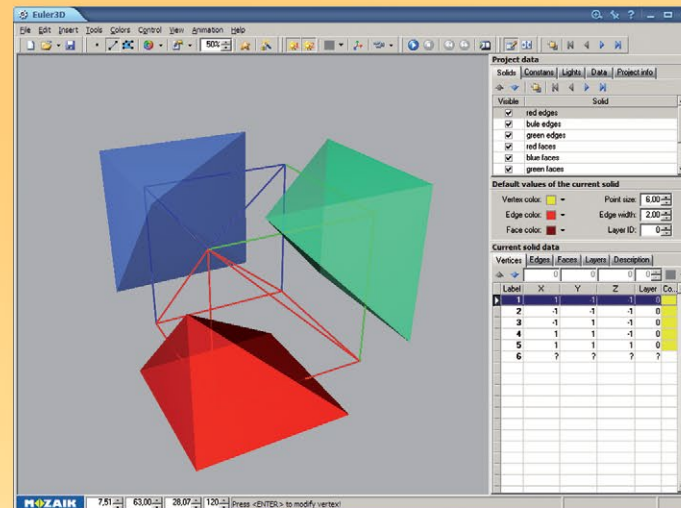 Euler3D
File Edit Insert Tools Colors Control View Animation Help
50%
Project data
Solids Constans Lights Data Project info
Visible Solid
red edges
bule edges
green edges
red faces
blue faces
green faces
Default values of the current solid
Vertex color: Point size: 6,00
Edge color: Edge width: 2,00
Face color: Layer ID: 0
Current solid data
Vertices Edges Faces Layers Description
0 0 0 0
Label X Y Z Layer Co...
1 1 -1 -1 0
2 -1 -1 -1 0
3 -1 1 -1 0
4 1 1 -1 0
5 1 1 1 0
6 ? ? ? ?
MOZAIK 7,51 63,00 28,07 120 Press <ENTER> to modify vertex!